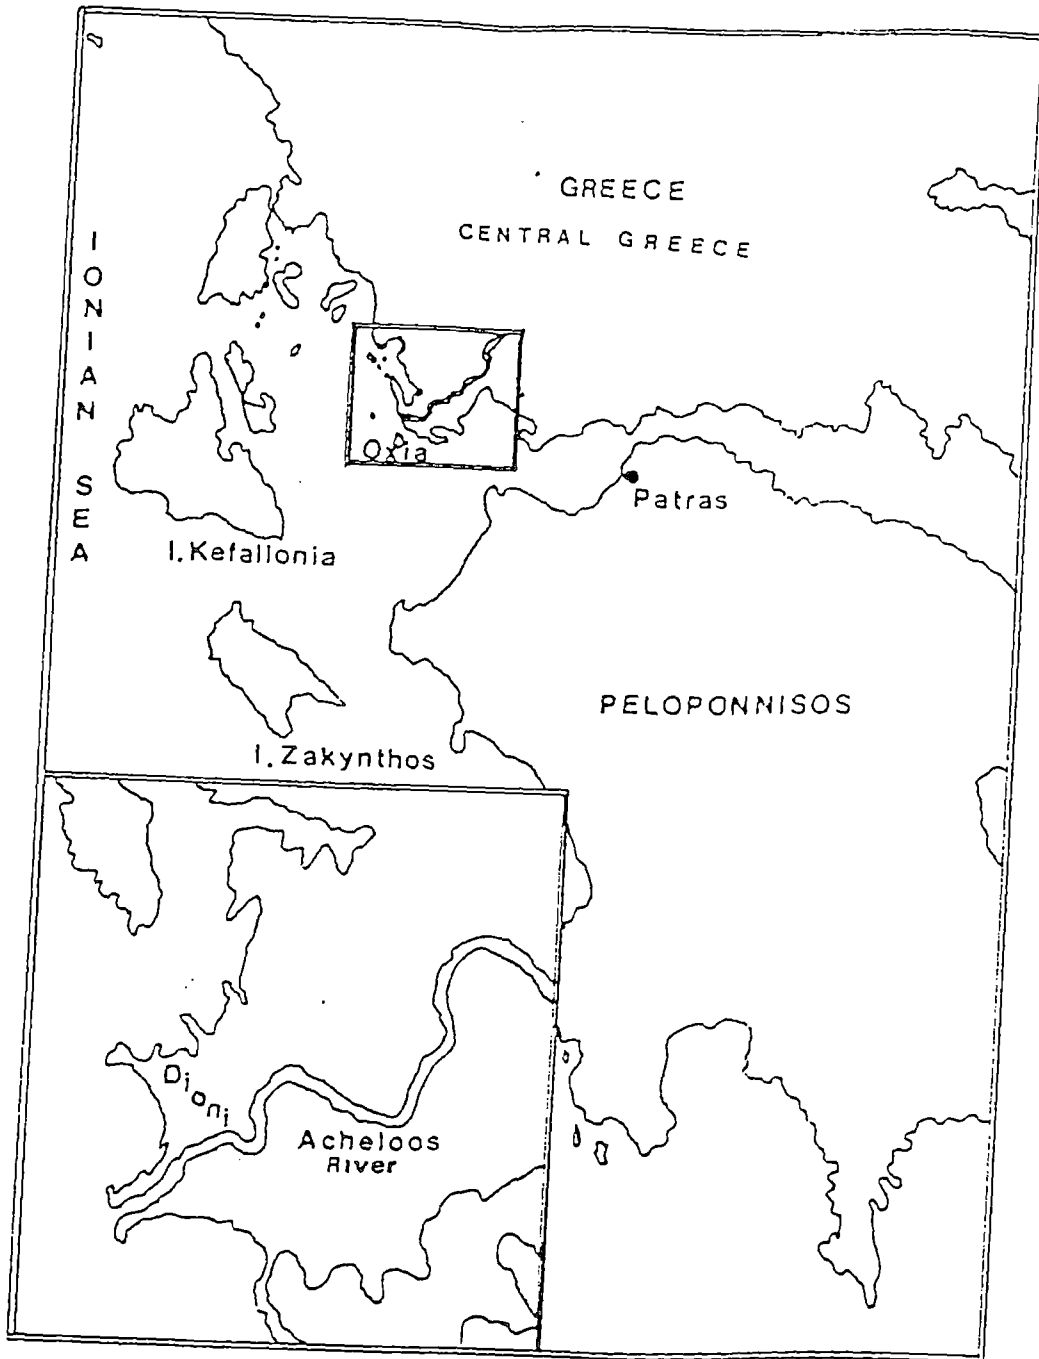 GREECE
CENTRAL GREECE
IONIAN SEA
Oxia
Patras
I. Kefallonia
PELOPONNISOS
I. Zakynthos
Dioni
Acheloos
River